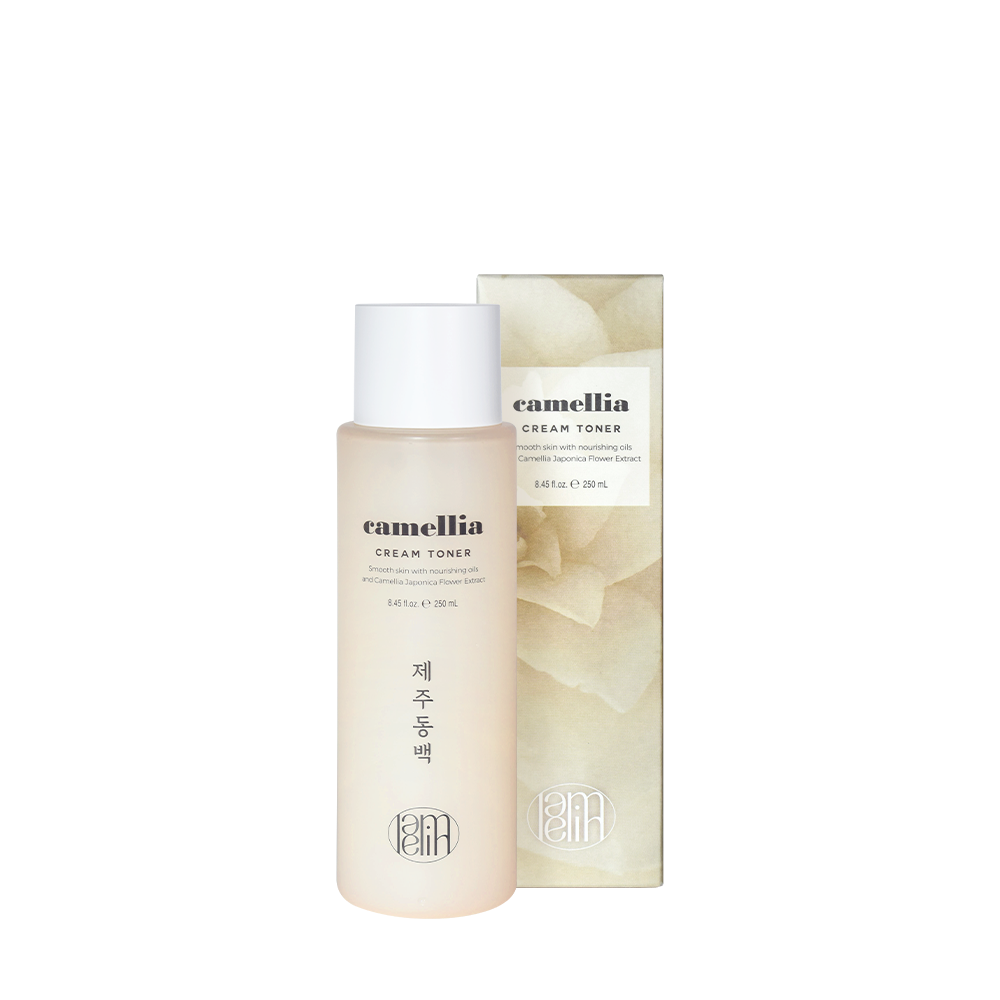 camellia
CREAM TONER
Smooth skin with nourishing oils
and Camellia Japonica Flower Extract
8.45 fl.oz. ℮ 250 mL
제
주
동
백
lamelin
camellia
CREAM TONER
mooth skin with nourishing oils
Camellia Japonica Flower Extract
8.45 fl.oz. ℮ 250 mL
lamelin